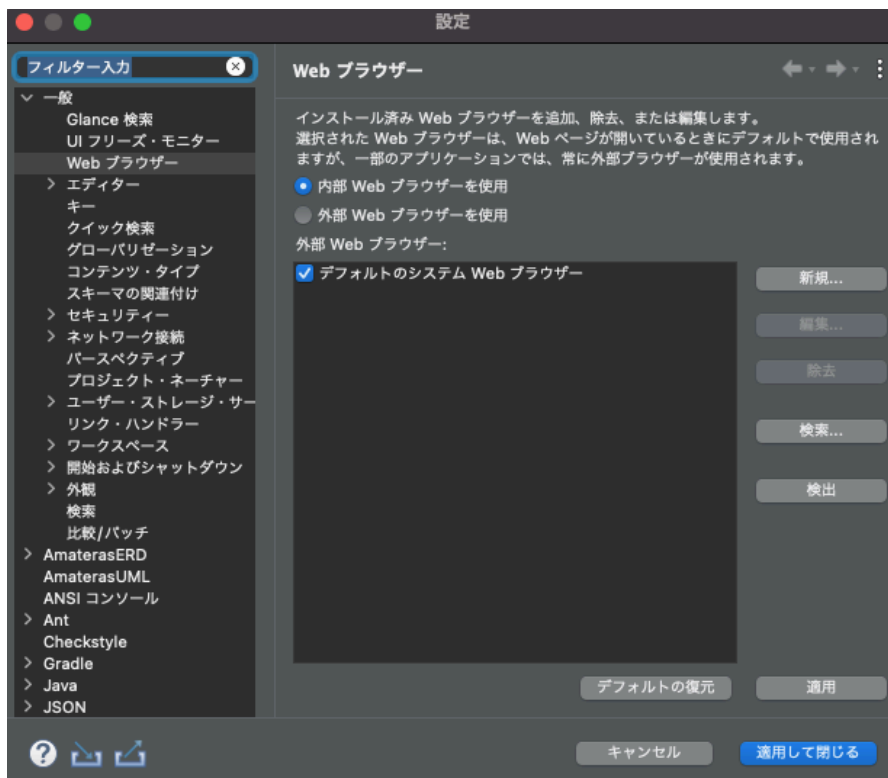 設定
フィルター入力
一般
Glance 検索
UI フリーズ・モニター
Web ブラウザー
エディター
キー
クイック検索
グローバリゼーション
コンテンツ・タイプ
スキーマの関連付け
セキュリティー
ネットワーク接続
パースペクティブ
プロジェクト・ネーチャー
ユーザー・ストレージ・サー
リンク・ハンドラー
ワークスペース
開始およびシャットダウン
外観
検索
比較/パッチ
AmaterasERD
AmaterasUML
ANSI コンソール
Ant
Checkstyle
Gradle
Java
JSON
Web ブラウザー
インストール済み Web ブラウザーを追加、除去、または編集します。
選択された Web ブラウザーは、Web ページが開いているときにデフォルトで使用され
ますが、一部のアプリケーションでは、常に外部ブラウザーが使用されます。
内部 Web ブラウザーを使用
外部 Web ブラウザーを使用
外部 Web ブラウザー:
デフォルトのシステム Web ブラウザー
新規...
編集...
除去
検索...
検出
デフォルトの復元
適用
キャンセル
適用して閉じる